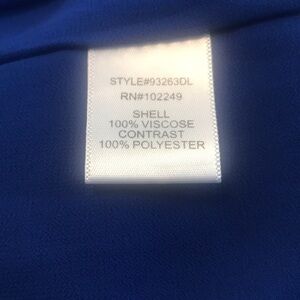 STYLE#93263DL
RN#102249
SHELL
100% VISCOSE
CONTRAST
100% POLYESTER